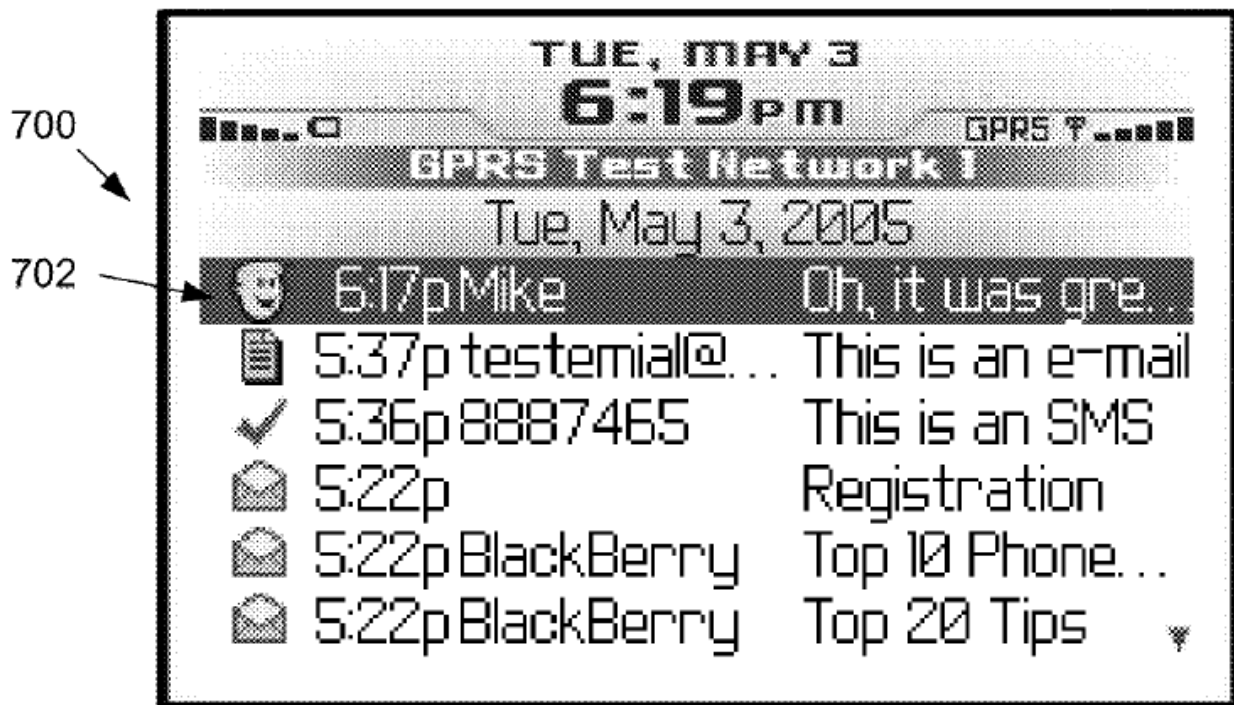 TUE, MAY 3
6:19 PM
GPRS
GPRS Test Network 1
Tue, May 3, 2005
6:17p Mike Oh, it was gre...
5:37p testemial@... This is an e-mail
5:36p 8887465 This is an SMS
5:22p Registration
5:22p BlackBerry Top 10 Phone...
5:22p BlackBerry Top 20 Tips
700
702